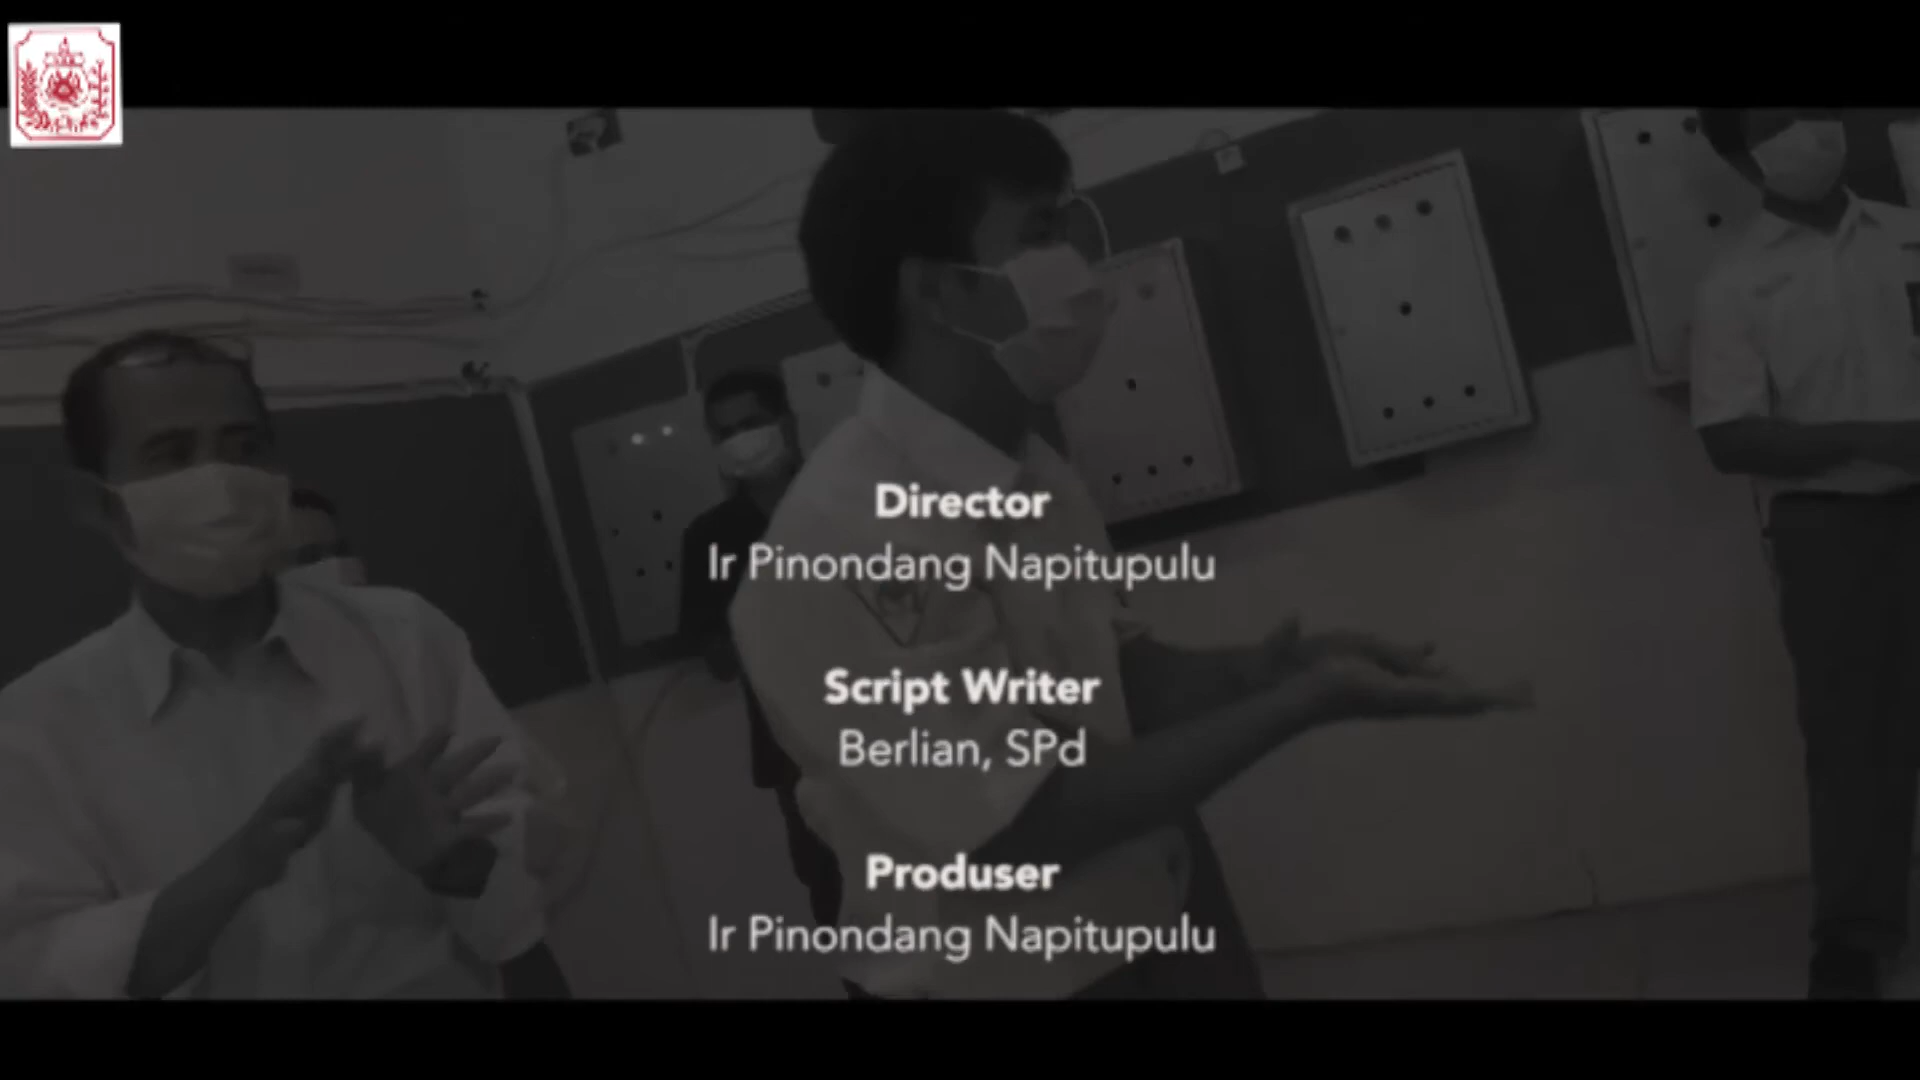 Director
Ir Pinondang Napitupulu
Script Writer
Berlian, SPd
Produser
Ir Pinondang Napitupulu